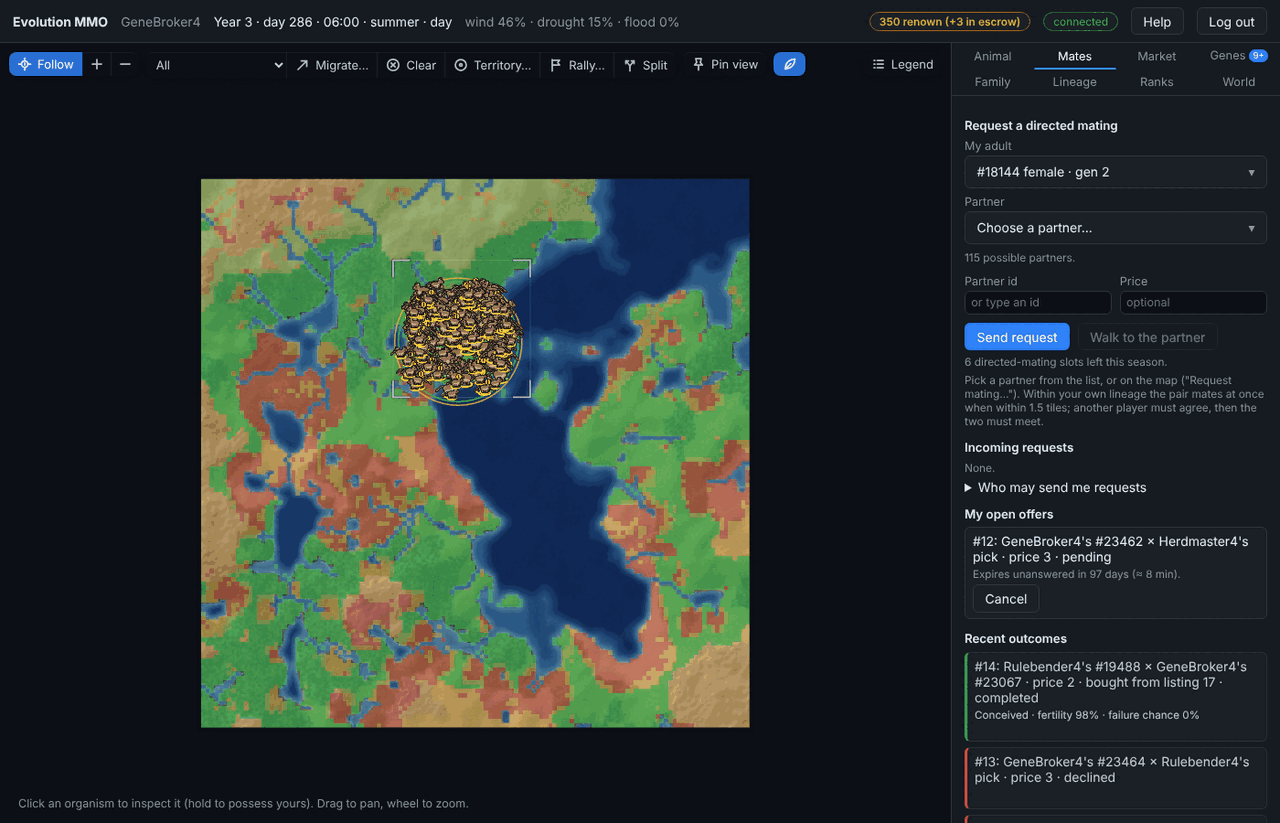 Evolution MMO GeneBroker4 Year 3 · day 286 · 06:00 · summer · day wind 46% · drought 15% · flood 0% 350 renown (+3 in escrow) connected Help Log out
Follow + − All Migrate... Clear Territory... Rally... Split Pin view Legend
Animal Mates Market Genes 9+
Family Lineage Ranks World
Request a directed mating
My adult
#18144 female · gen 2
Partner
Choose a partner...
115 possible partners.
Partner id Price
or type an id optional
Send request Walk to the partner
6 directed-mating slots left this season.
Pick a partner from the list, or on the map ("Request
mating..."). Within your own lineage the pair mates at once
when within 1.5 tiles; another player must agree, then the
two must meet.
Incoming requests
None.
Who may send me requests
My open offers
#12: GeneBroker4's #23462 × Herdmaster4's
pick · price 3 · pending
Expires unanswered in 97 days (≈ 8 min).
Cancel
Recent outcomes
#14: Rulebender4's #19488 × GeneBroker4's
#23067 · price 2 · bought from listing 17 ·
completed
Conceived · fertility 98% · failure chance 0%
#13: GeneBroker4's #23464 × Rulebender4's
pick · price 3 · declined
Click an organism to inspect it (hold to possess yours). Drag to pan, wheel to zoom.